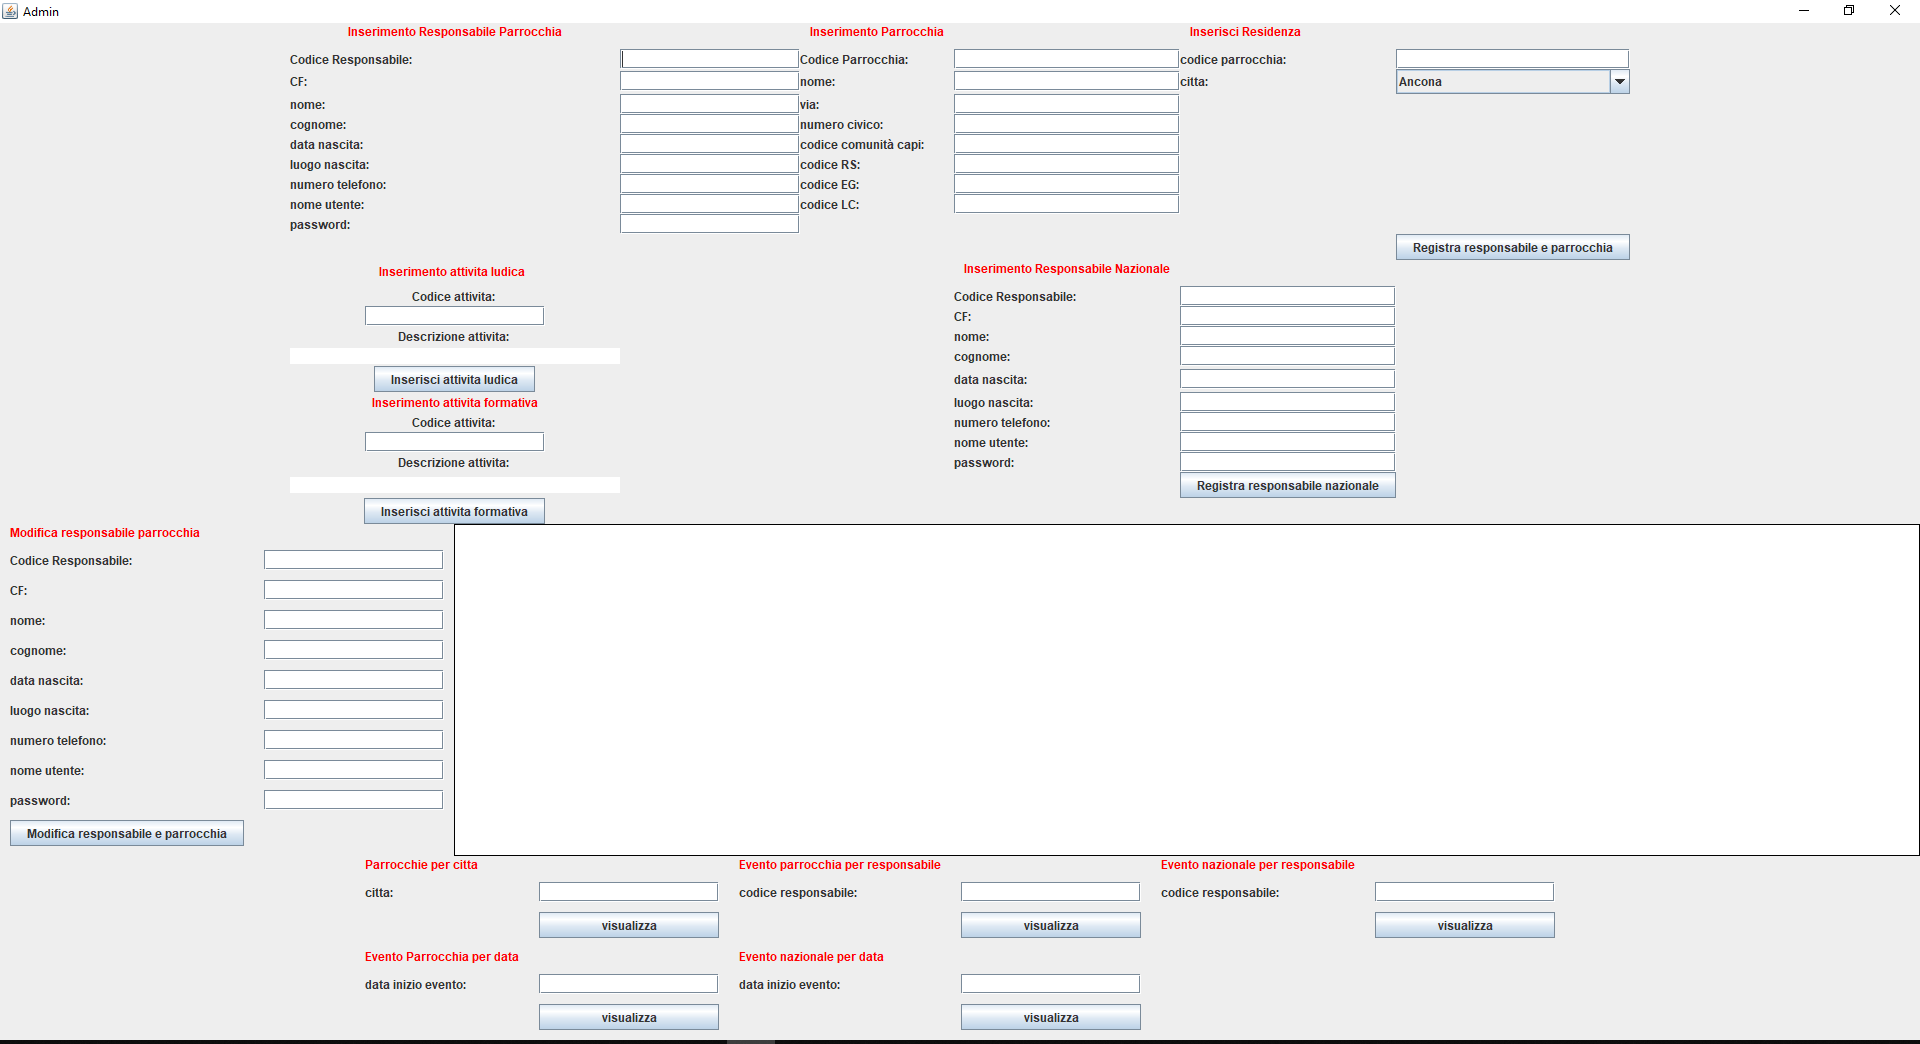 Admin
Inserimento Responsabile Parrocchia
Inserimento Parrocchia
Inserisci Residenza
Codice Responsabile:
Codice Parrocchia:
codice parrocchia:
CF:
nome:
citta:
Ancona
nome:
via:
cognome:
numero civico:
data nascita:
codice comunità capi:
luogo nascita:
codice RS:
numero telefono:
codice EG:
nome utente:
codice LC:
password:
Registra responsabile e parrocchia
Inserimento attivita ludica
Codice attivita:
Descrizione attivita:
Inserisci attivita ludica
Inserimento attivita formativa
Codice attivita:
Descrizione attivita:
Inserisci attivita formativa
Inserimento Responsabile Nazionale
Codice Responsabile:
CF:
nome:
cognome:
data nascita:
luogo nascita:
numero telefono:
nome utente:
password:
Registra responsabile nazionale
Modifica responsabile parrocchia
Codice Responsabile:
CF:
nome:
cognome:
data nascita:
luogo nascita:
numero telefono:
nome utente:
password:
Modifica responsabile e parrocchia
Parrocchie per citta
citta:
visualizza
Evento parrocchia per responsabile
codice responsabile:
visualizza
Evento nazionale per responsabile
codice responsabile:
visualizza
Evento Parrocchia per data
data inizio evento:
visualizza
Evento nazionale per data
data inizio evento:
visualizza